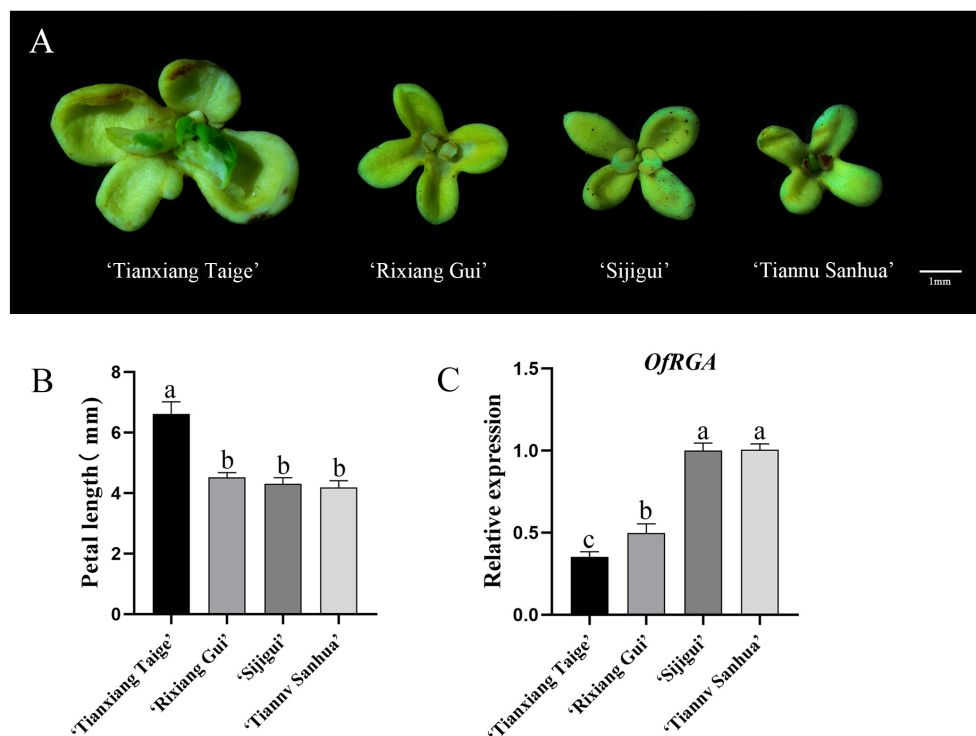 A
‘Tianxiang Taige’
‘Rixiang Gui’
‘Sijigui’
‘Tiannu Sanhua’
1mm
B
Petal length( mm)
8
6
4
2
0
a
b
b
b
‘Tianxiang Taige’
‘Rixiang Gui’
‘Sijigui’
‘Tiannv Sanhua’
C
OfRGA
Relative expression
1.5
1.0
0.5
0.0
c
b
a
a
‘Tianxiang Taige’
‘Rixiang Gui’
‘Sijigui’
‘Tiannv Sanhua’